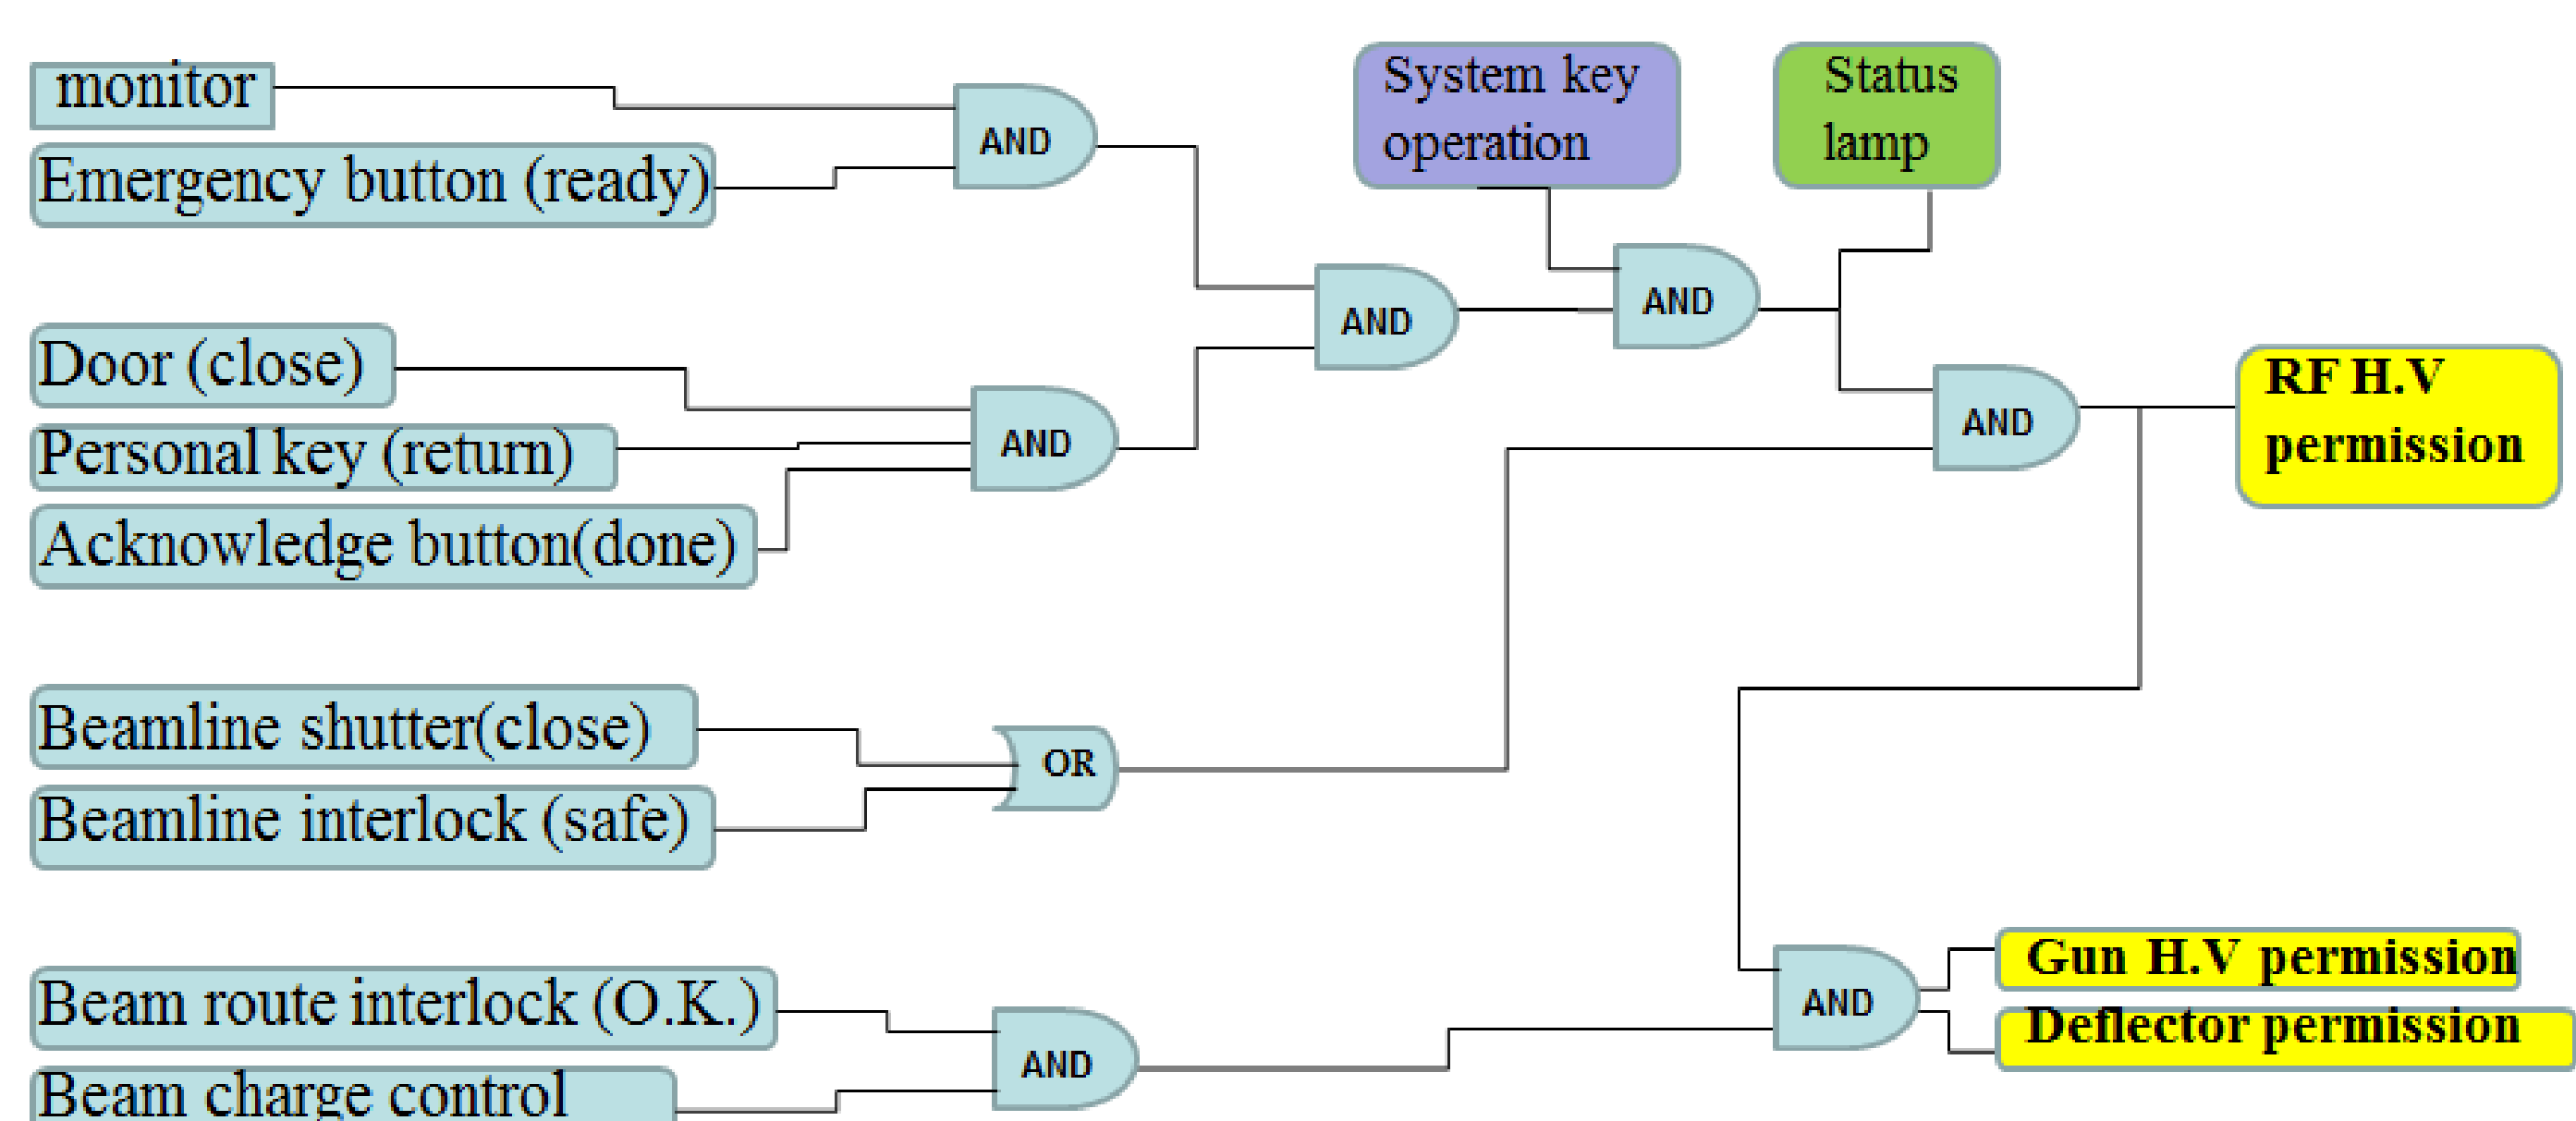 monitor
Emergency button (ready)
AND
System key
operation
Status
lamp
AND
AND
Door (close)
Personal key (return)
Acknowledge button(done)
AND
AND
RF H.V
permission
Beamline shutter(close)
Beamline interlock (safe)
OR
Beam route interlock (O.K.)
Beam charge control
AND
AND
Gun H.V permission
Deflector permission